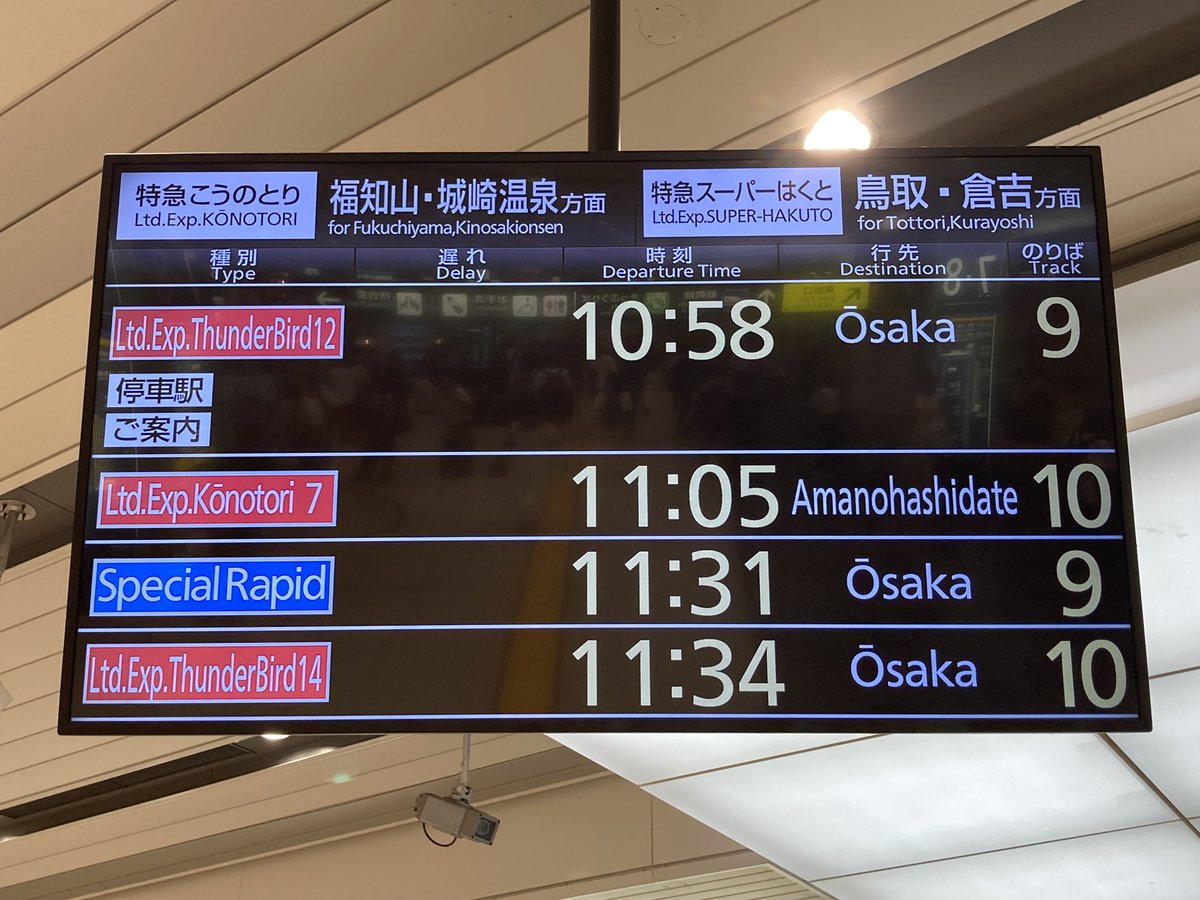 特急こうのとり 福知山・城崎温泉方面 特急スーパーはくと 鳥取・倉吉方面
Ltd.Exp.KŌNOTORI for Fukuchiyama,Kinosakionsen Ltd.Exp.SUPER-HAKUTO for Tottori,Kurayoshi
種別 遅れ 時刻 行先 のりば
Type Delay Departure Time Destination Track
Ltd.Exp.ThunderBird12 10:58 Ōsaka 9
停車駅
ご案内
Ltd.Exp.Kōnotori 7 11:05 Amanohashidate 10
Special Rapid 11:31 Ōsaka 9
Ltd.Exp.ThunderBird14 11:34 Ōsaka 10